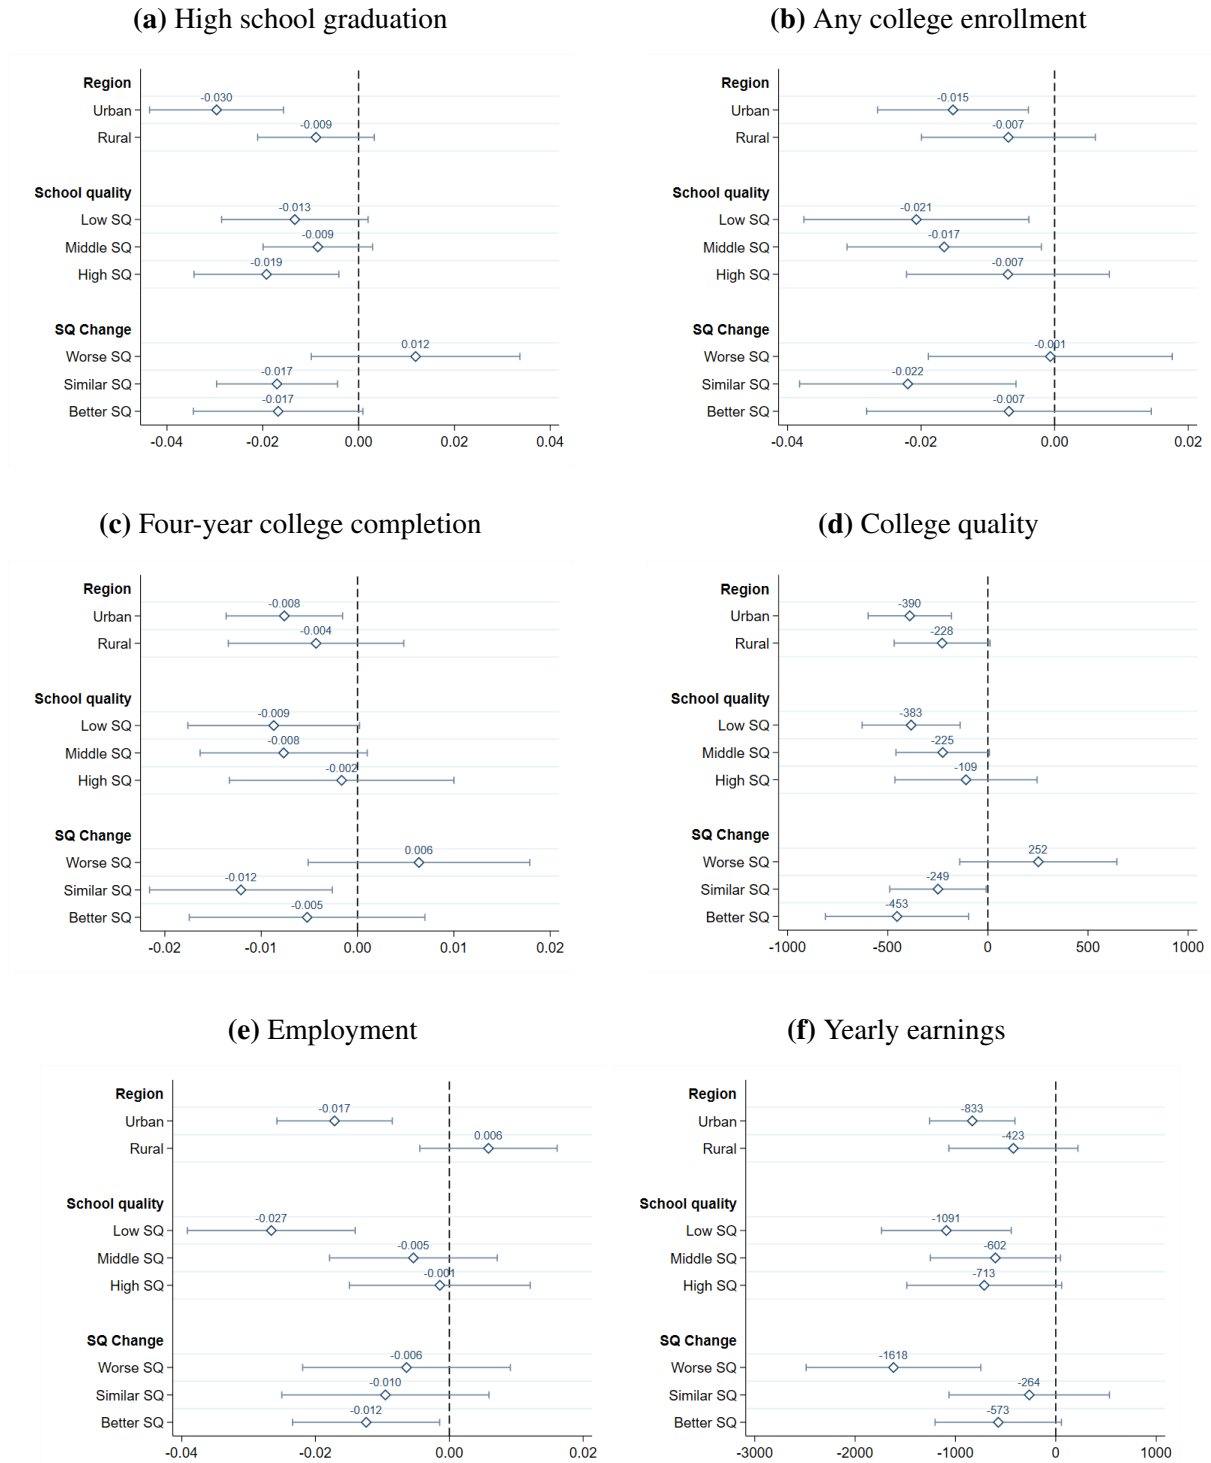 (a) High school graduation
Region
-0.030
Urban
-0.009
Rural
School quality
-0.013
Low SQ
-0.009
Middle SQ
-0.019
High SQ
SQ Change
0.012
Worse SQ
-0.017
Similar SQ
-0.017
Better SQ
-0.04 -0.02 0.00 0.02 0.04
(b) Any college enrollment
Region
-0.015
Urban
-0.007
Rural
School quality
-0.021
Low SQ
-0.017
Middle SQ
-0.007
High SQ
SQ Change
-0.001
Worse SQ
-0.022
Similar SQ
-0.007
Better SQ
-0.04 -0.02 0.00 0.02
(c) Four-year college completion
Region
-0.008
Urban
-0.004
Rural
School quality
-0.009
Low SQ
-0.008
Middle SQ
-0.002
High SQ
SQ Change
0.006
Worse SQ
-0.012
Similar SQ
-0.005
Better SQ
-0.02 -0.01 0.00 0.01 0.02
(d) College quality
Region
-390
Urban
-228
Rural
School quality
-383
Low SQ
-225
Middle SQ
-109
High SQ
SQ Change
252
Worse SQ
-249
Similar SQ
-453
Better SQ
-1000 -500 0 500 1000
(e) Employment
Region
-0.017
Urban
0.006
Rural
School quality
-0.027
Low SQ
-0.005
Middle SQ
-0.001
High SQ
SQ Change
-0.006
Worse SQ
-0.010
Similar SQ
-0.012
Better SQ
-0.04 -0.02 0.00 0.02
(f) Yearly earnings
Region
-833
Urban
-423
Rural
School quality
-1091
Low SQ
-602
Middle SQ
-713
High SQ
SQ Change
-1618
Worse SQ
-264
Similar SQ
-573
Better SQ
-3000 -2000 -1000 0 1000